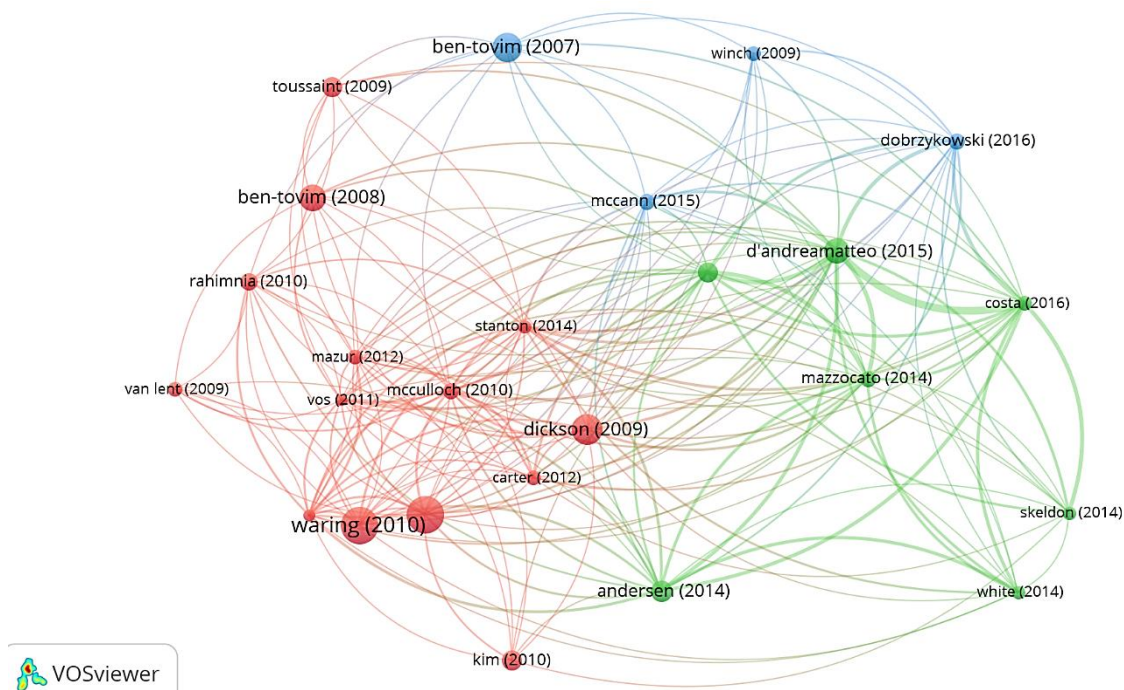 ben-tovim (2007)
winch (2009)
toussaint (2009)
dobrzykowski (2016)
ben-tovim (2008)
mccann (2015)
d'andreamatteo (2015)
rahimnia (2010)
costa (2016)
stanton (2014)
mazur (2012)
mazzocato (2014)
van lent (2009)
vos (2011)
mcculloch (2010)
dickson (2009)
carter (2012)
waring (2010)
skeldon (2014)
andersen (2014)
white (2014)
kim (2010)
VOSviewer